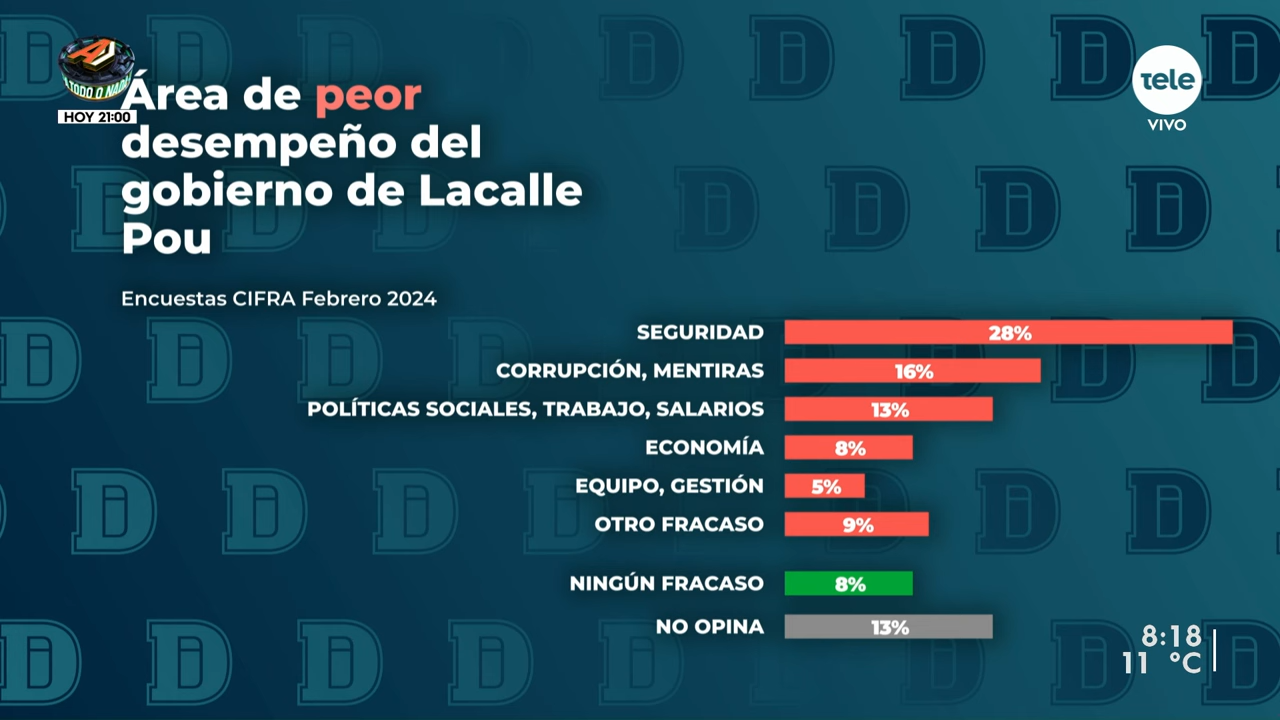 A TODO O NADA
HOY 21:00
Área de peor
desempeño del
gobierno de Lacalle
Pou
Encuestas CIFRA Febrero 2024
tele
VIVO
SEGURIDAD 28%
CORRUPCIÓN, MENTIRAS 16%
POLÍTICAS SOCIALES, TRABAJO, SALARIOS 13%
ECONOMÍA 8%
EQUIPO, GESTIÓN 5%
OTRO FRACASO 9%
NINGÚN FRACASO 8%
NO OPINA 13%
8:18
11 °C